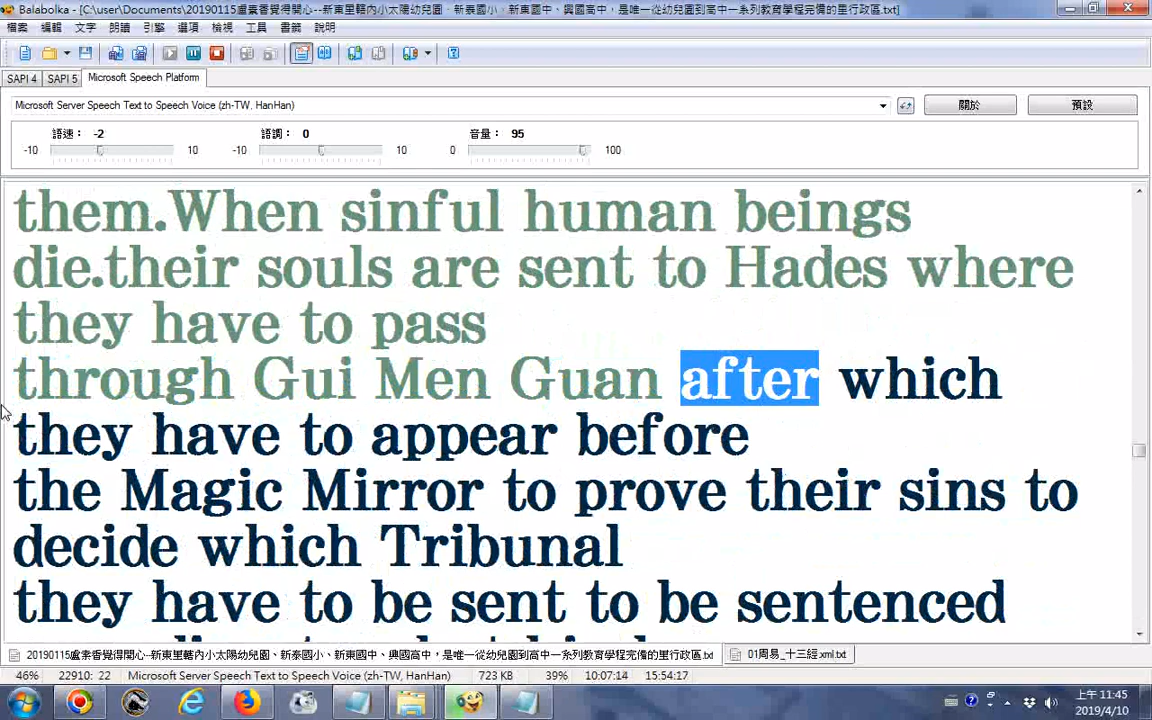 Balabolka - [C:\user\Documents\20190115盧素香覺得開心--新東里轄內小太陽幼兒園、新泰國小、新東國中、興國高中，是唯一從幼兒園到高中一系列教育學程完備的里行政區.txt]
檔案 編輯 文字 朗讀 引擎 選項 檢視 工具 書籤 說明
SAPI 4 SAPI 5 Microsoft Speech Platform
Microsoft Server Speech Text to Speech Voice (zh-TW, HanHan) 關於 預設
語速： -2 語調： 0 音量： 95
-10 10 -10 10 0 100
them.When sinful human beings
die.their souls are sent to Hades where
they have to pass
through Gui Men Guan after which
they have to appear before
the Magic Mirror to prove their sins to
decide which Tribunal
they have to be sent to be sentenced
20190115盧素香覺得開心--新東里轄內小太陽幼兒園、新泰國小、新東國中、興國高中，是唯一從幼兒園到高中一系列教育學程完備的里行政區.txt 01周易_十三經.xml.txt
46% 22910: 22 Microsoft Server Speech Text to Speech Voice (zh-TW, HanHan) 723 KB 39% 10:07:14 15:54:17
上午 11:45
2019/4/10